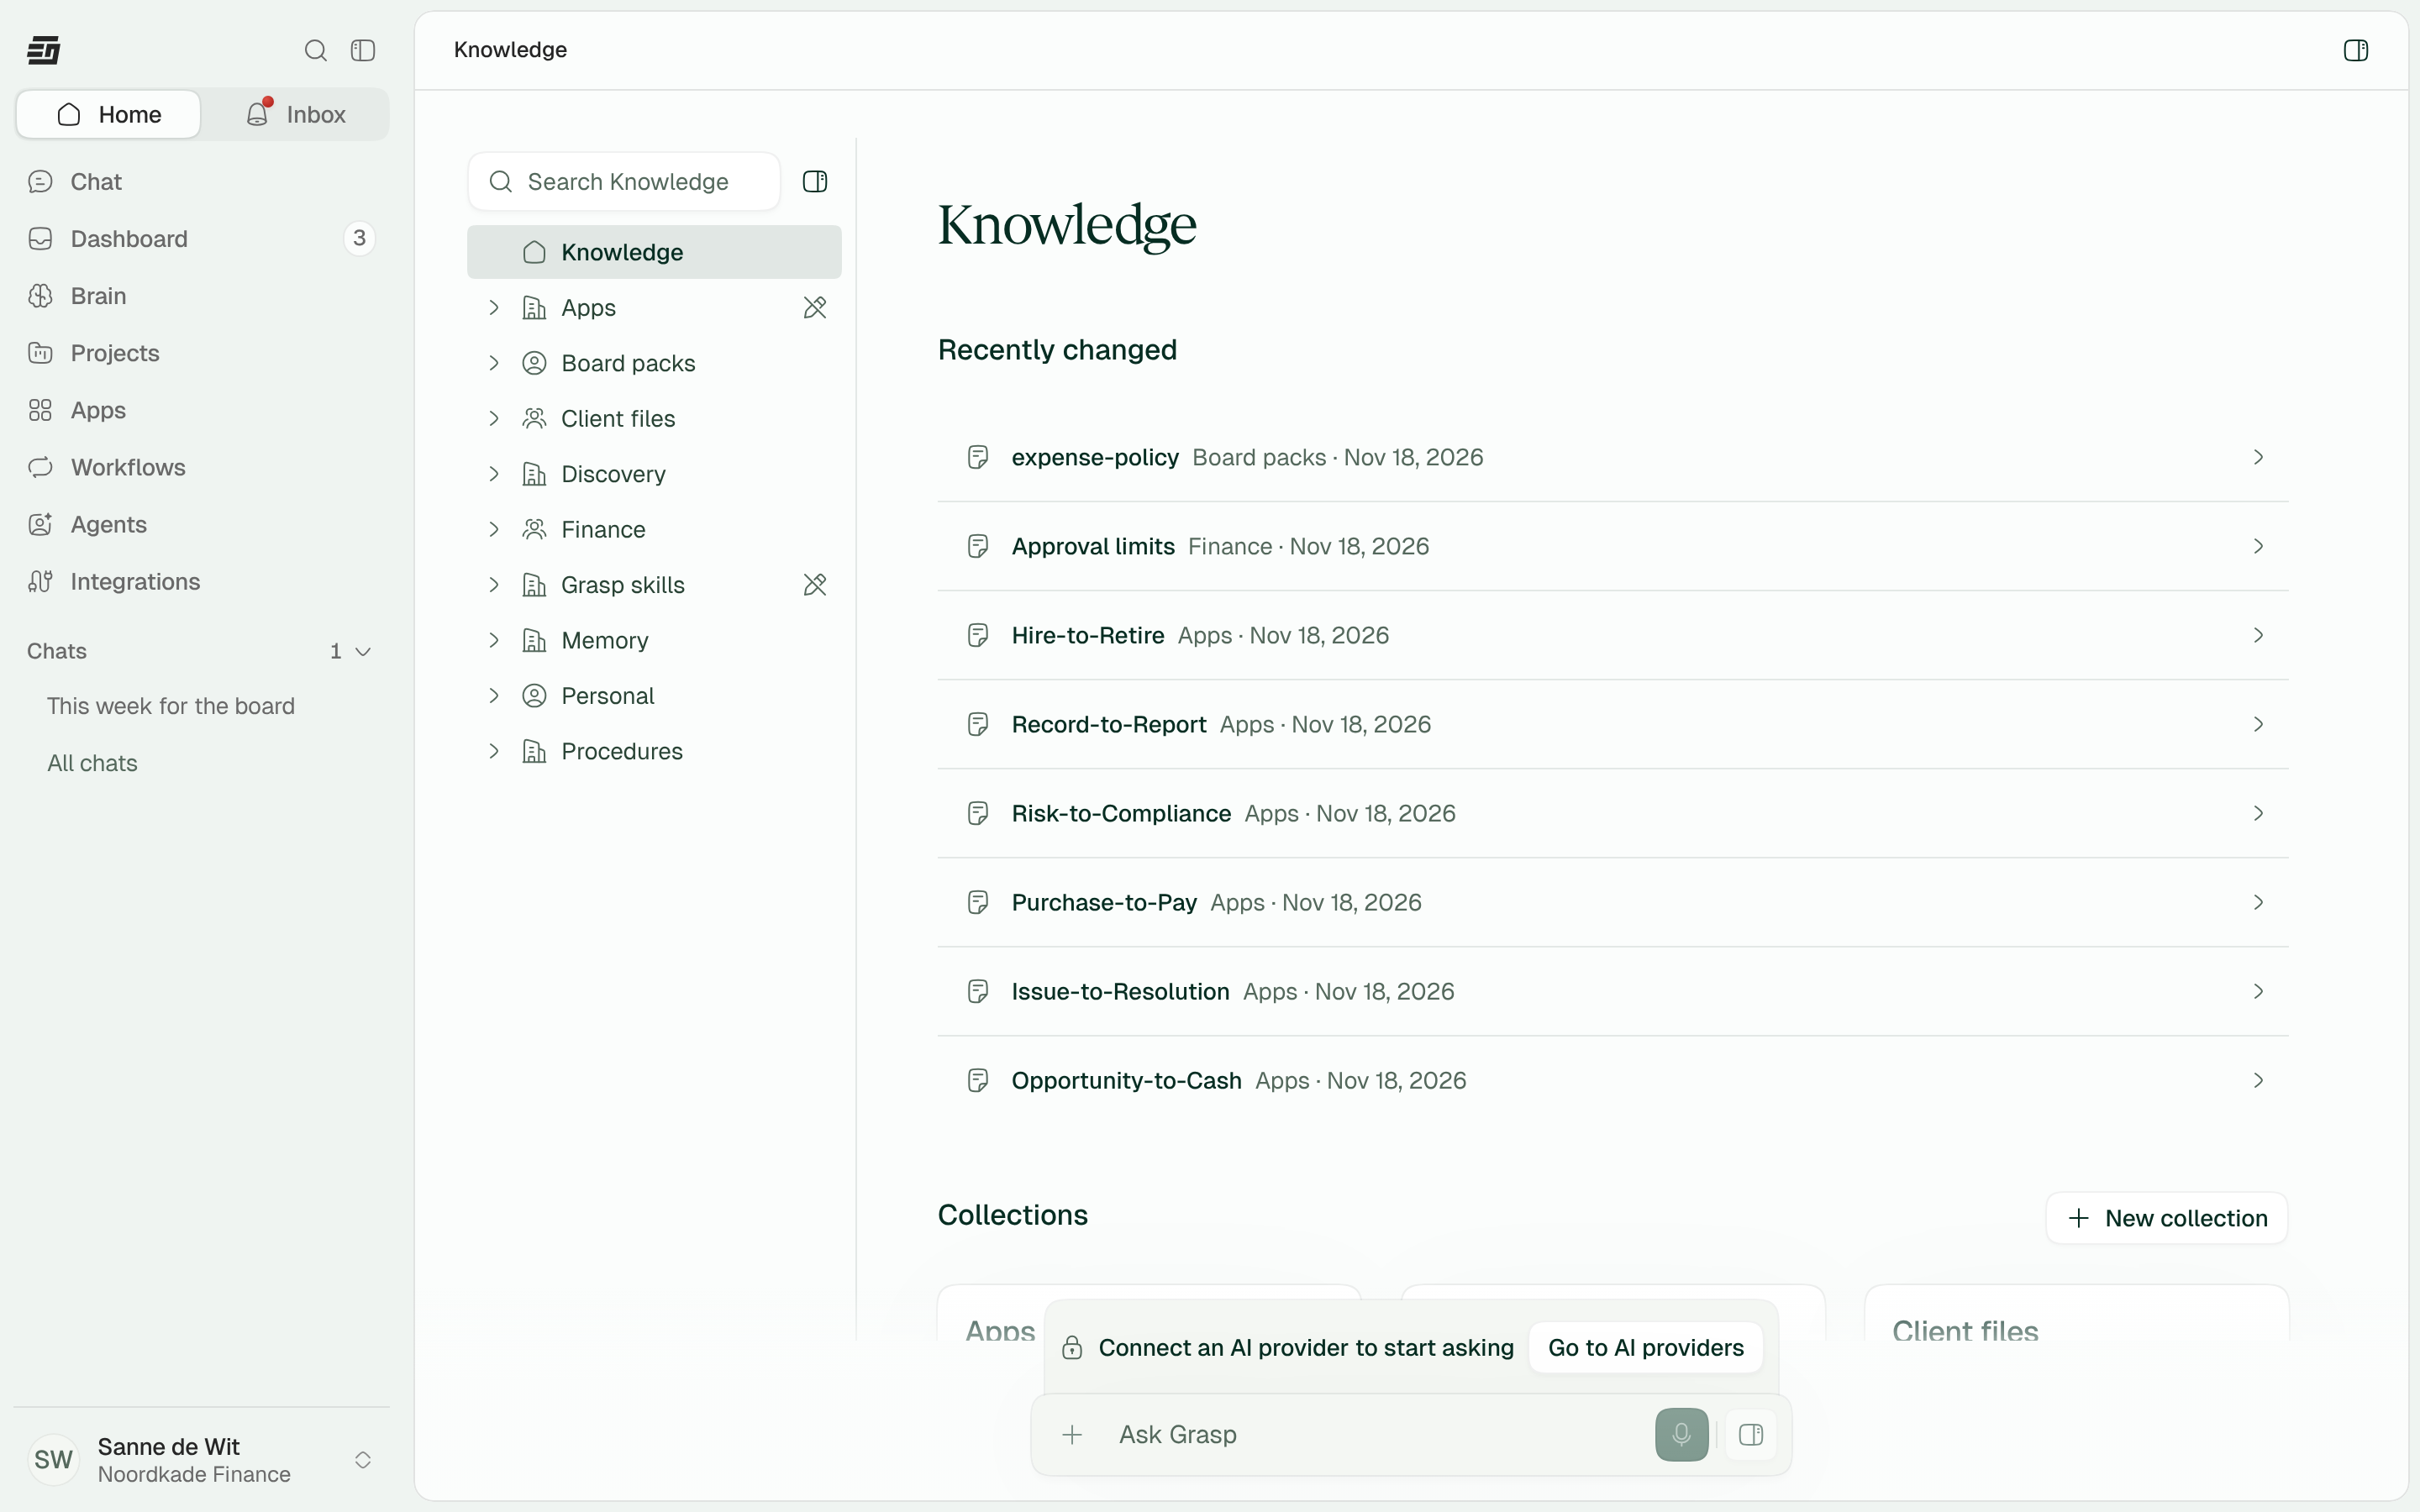 Knowledge
Home
Inbox
Chat
Dashboard 3
Brain
Projects
Apps
Workflows
Agents
Integrations
Chats 1
This week for the board
All chats
Sanne de Wit
SW
Noordkade Finance
Search Knowledge
Knowledge
Apps
Board packs
Client files
Discovery
Finance
Grasp skills
Memory
Personal
Procedures
Knowledge
Recently changed
expense-policy Board packs · Nov 18, 2026
Approval limits Finance · Nov 18, 2026
Hire-to-Retire Apps · Nov 18, 2026
Record-to-Report Apps · Nov 18, 2026
Risk-to-Compliance Apps · Nov 18, 2026
Purchase-to-Pay Apps · Nov 18, 2026
Issue-to-Resolution Apps · Nov 18, 2026
Opportunity-to-Cash Apps · Nov 18, 2026
Collections
New collection
Apps
Client files
Connect an AI provider to start asking
Go to AI providers
Ask Grasp